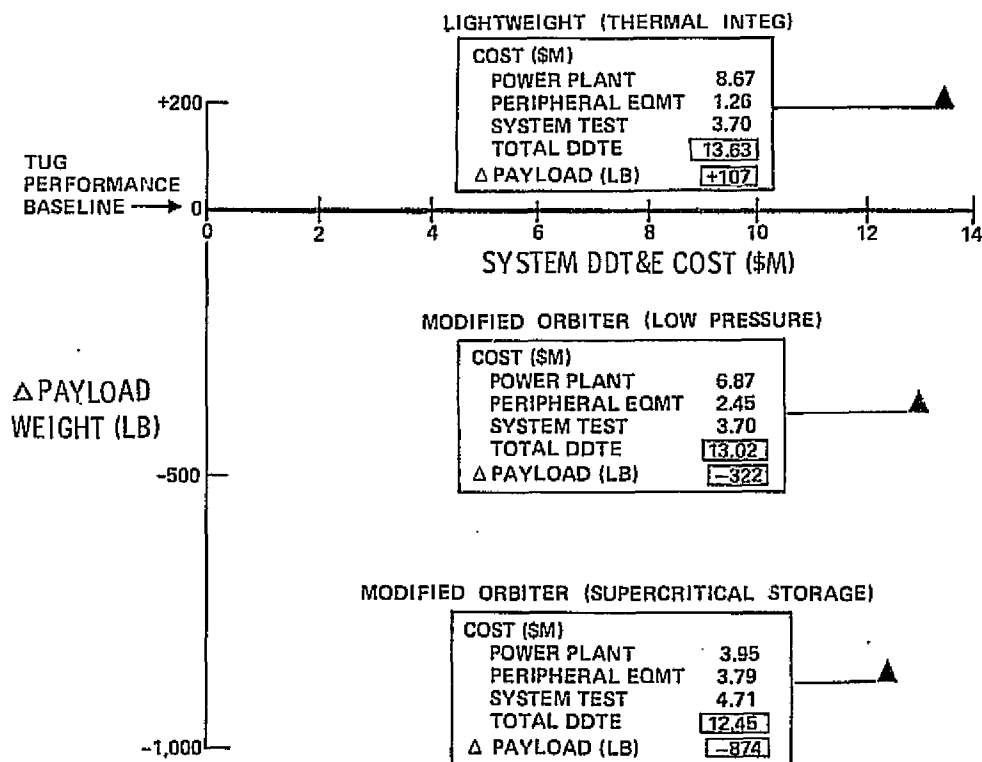 LIGHTWEIGHT (THERMAL INTEG)
COST ($M)
POWER PLANT 8.67
PERIPHERAL EQMT 1.26
SYSTEM TEST 3.70
TOTAL DDTE 13.63
Δ PAYLOAD (LB) +107
+200
TUG
PERFORMANCE
BASELINE → 0
0 2 4 6 8 10 12 14
SYSTEM DDT&E COST ($M)
MODIFIED ORBITER (LOW PRESSURE)
COST ($M)
POWER PLANT 6.87
PERIPHERAL EQMT 2.45
SYSTEM TEST 3.70
TOTAL DDTE 13.02
Δ PAYLOAD (LB) -322
Δ PAYLOAD
WEIGHT (LB)
-500
MODIFIED ORBITER (SUPERCRITICAL STORAGE)
COST ($M)
POWER PLANT 3.95
PERIPHERAL EQMT 3.79
SYSTEM TEST 4.71
TOTAL DDTE 12.45
Δ PAYLOAD (LB) -874
-1,000